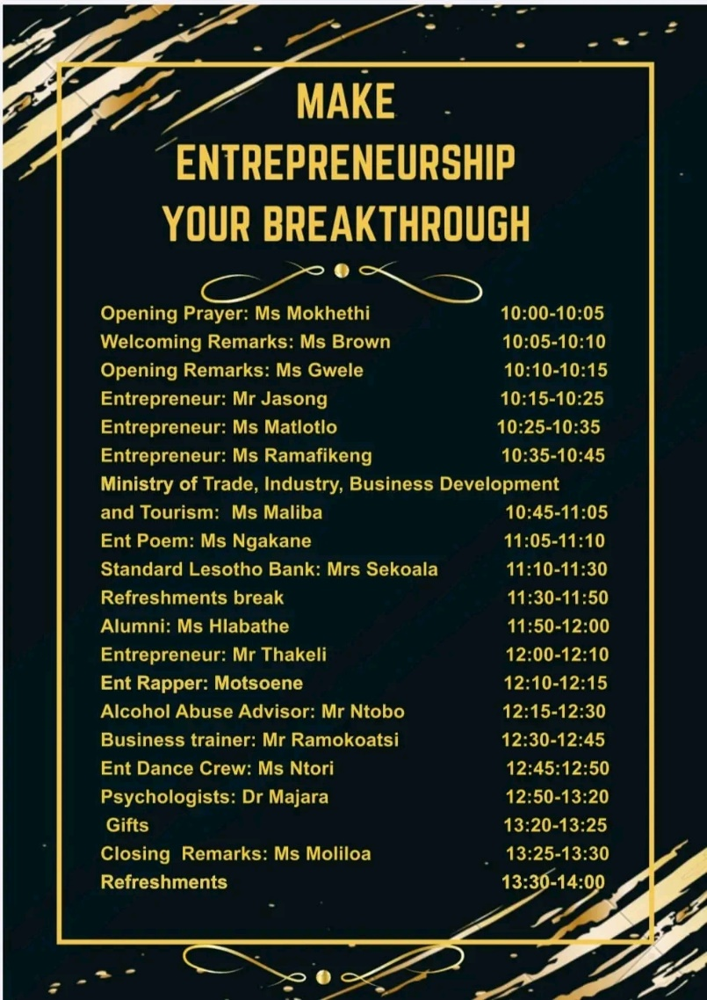 MAKE
ENTREPRENEURSHIP
YOUR BREAKTHROUGH
Opening Prayer: Ms Mokhethi 10:00-10:05
Welcoming Remarks: Ms Brown 10:05-10:10
Opening Remarks: Ms Gwele 10:10-10:15
Entrepreneur: Mr Jasong 10:15-10:25
Entrepreneur: Ms Matlotlo 10:25-10:35
Entrepreneur: Ms Ramafikeng 10:35-10:45
Ministry of Trade, Industry, Business Development
and Tourism: Ms Maliba 10:45-11:05
Ent Poem: Ms Ngakane 11:05-11:10
Standard Lesotho Bank: Mrs Sekoala 11:10-11:30
Refreshments break 11:30-11:50
Alumni: Ms Hlabathe 11:50-12:00
Entrepreneur: Mr Thakeli 12:00-12:10
Ent Rapper: Motsoene 12:10-12:15
Alcohol Abuse Advisor: Mr Ntobo 12:15-12:30
Business trainer: Mr Ramokoatsi 12:30-12:45
Ent Dance Crew: Ms Ntori 12:45:12:50
Psychologists: Dr Majara 12:50-13:20
Gifts 13:20-13:25
Closing Remarks: Ms Moliloa 13:25-13:30
Refreshments 13:30-14:00